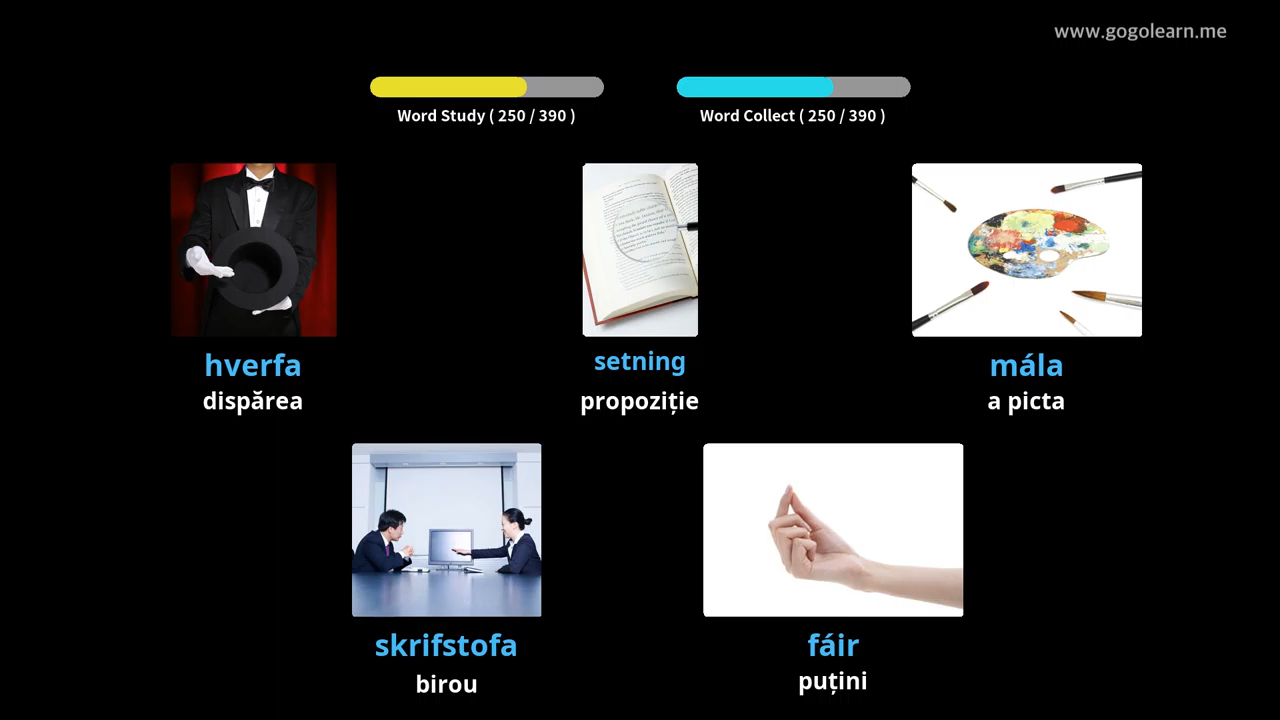 www.gogolearn.me
Word Study ( 250 / 390 )
Word Collect ( 250 / 390 )
hverfa
dispărea
setning
propoziție
mála
a picta
skrifstofa
birou
fáir
puțini